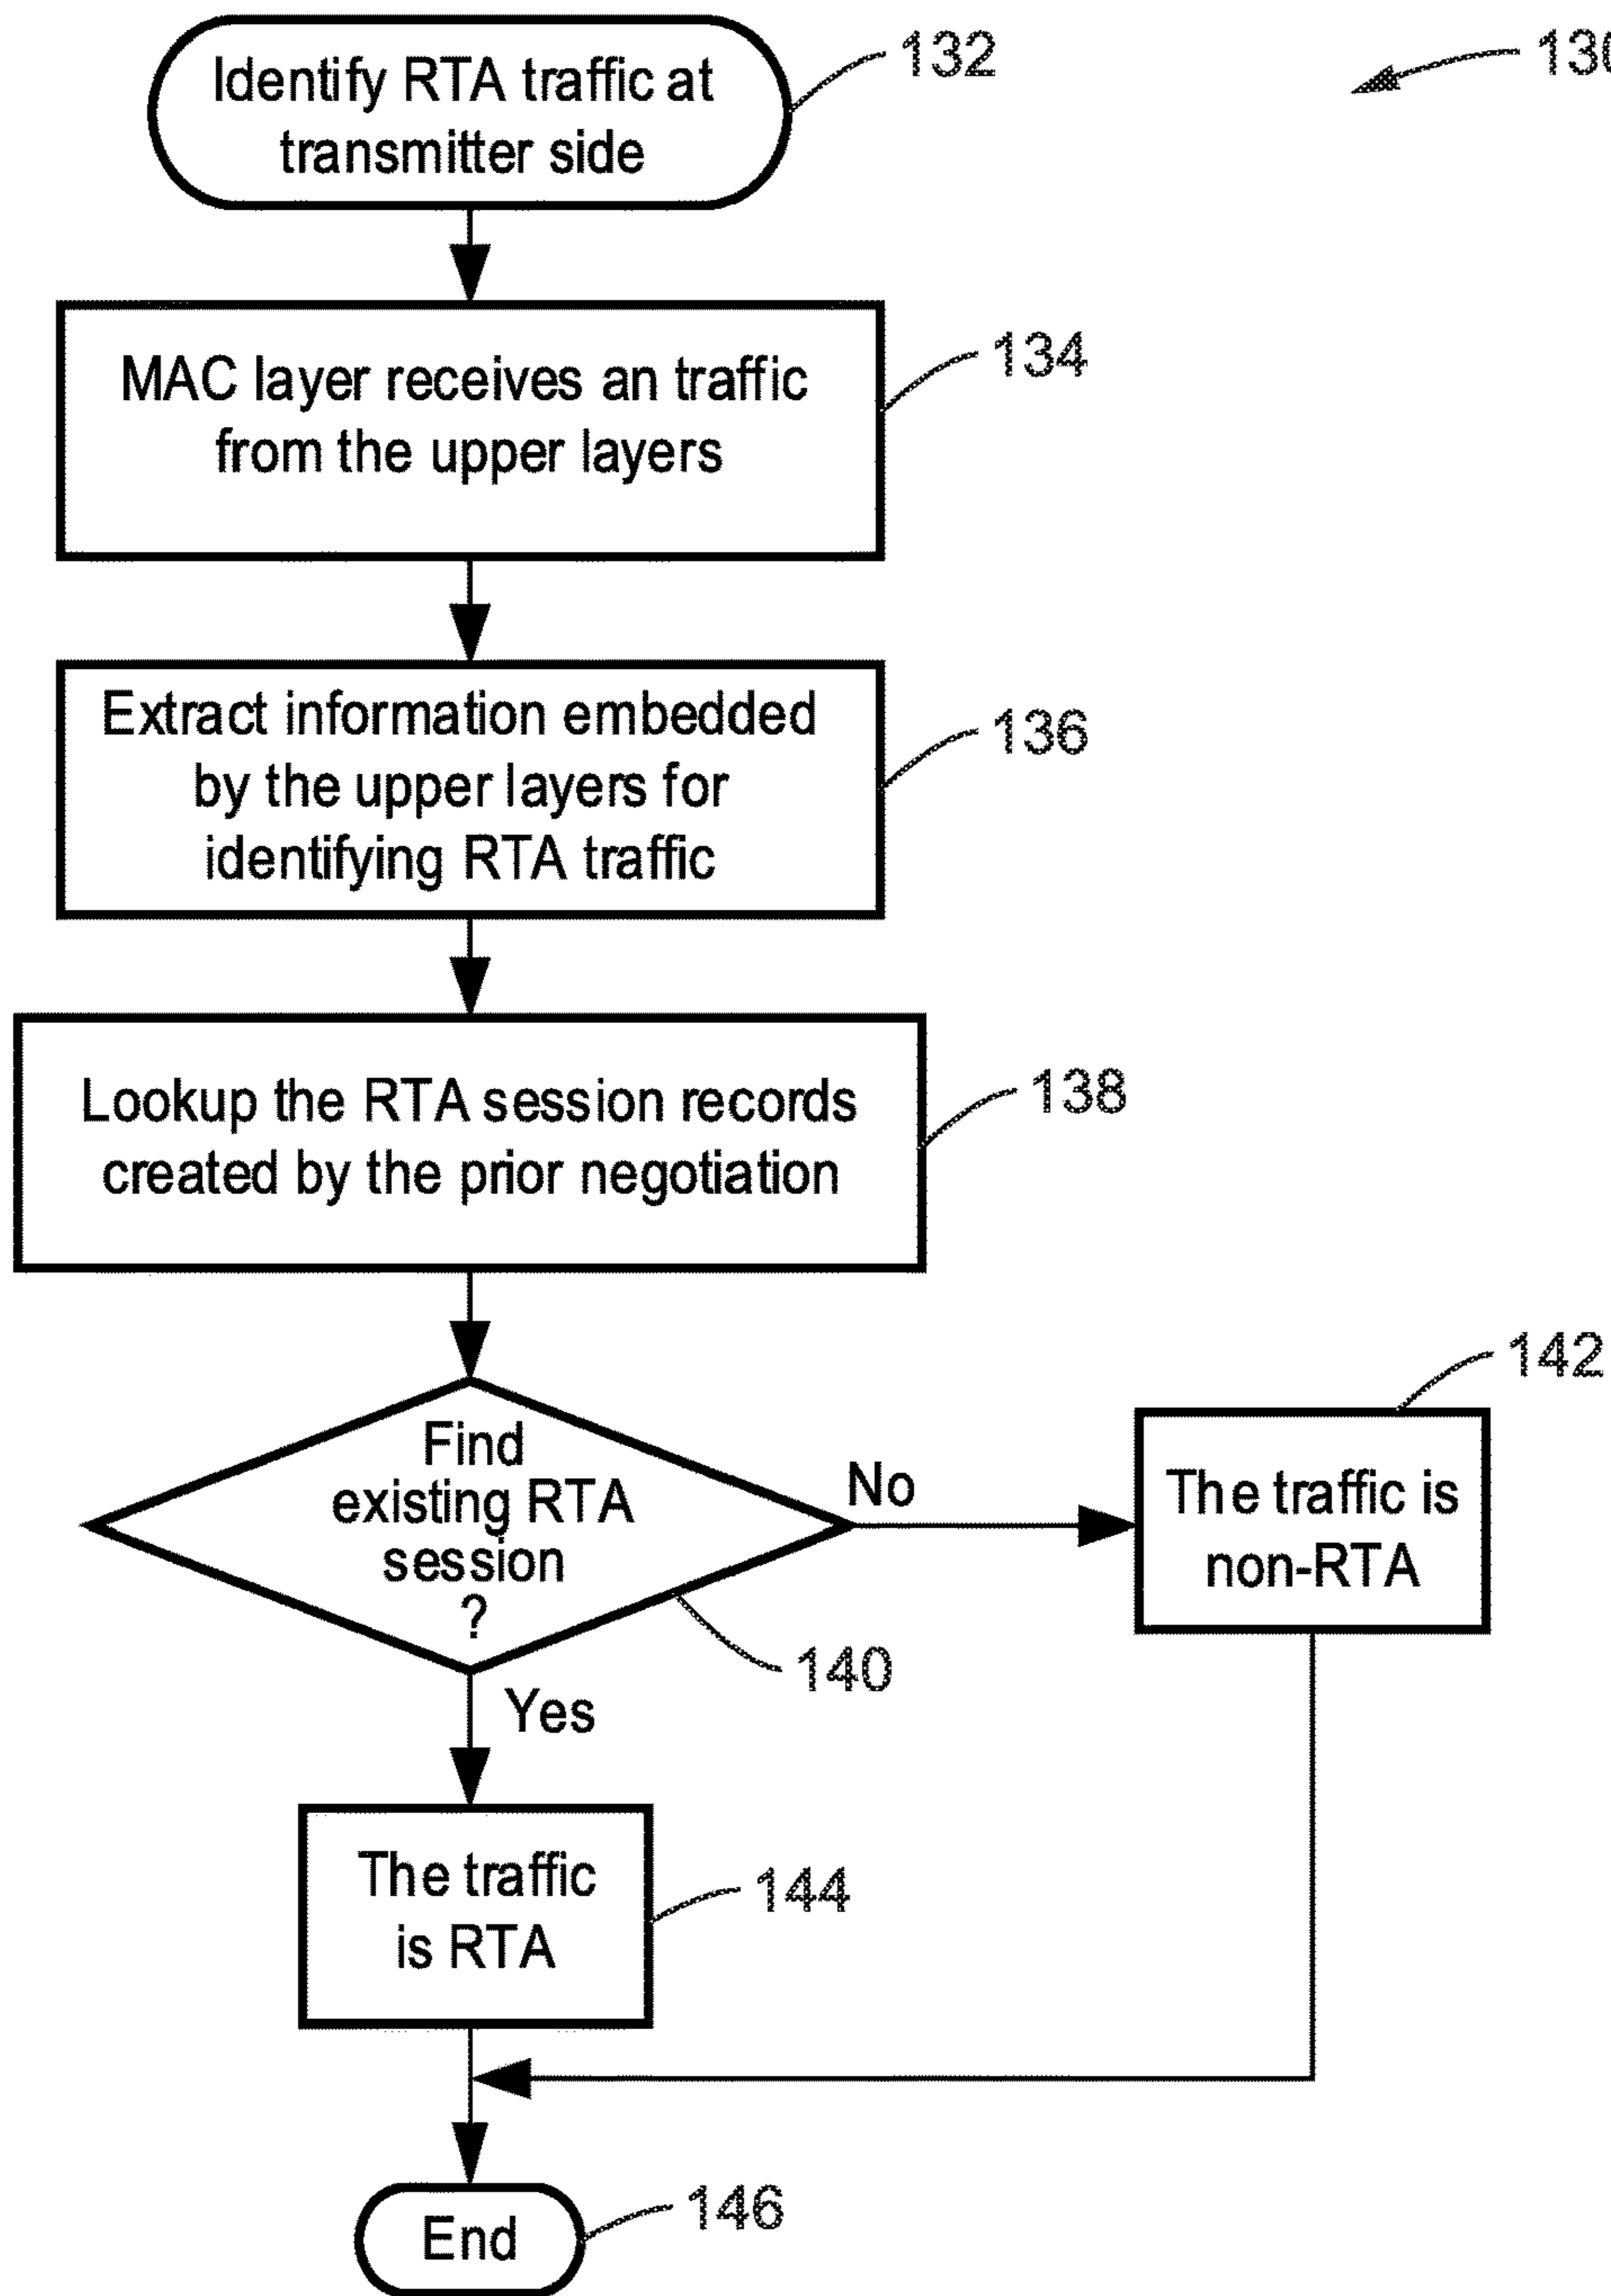 Identify RTA traffic at
transmitter side
132
130
MAC layer receives an traffic
from the upper layers
134
Extract information embedded
by the upper layers for
identifying RTA traffic
136
Lookup the RTA session records
created by the prior negotiation
138
Find
existing RTA
session
?
No
140
142
The traffic is
non-RTA
Yes
The traffic
is RTA
144
End
146